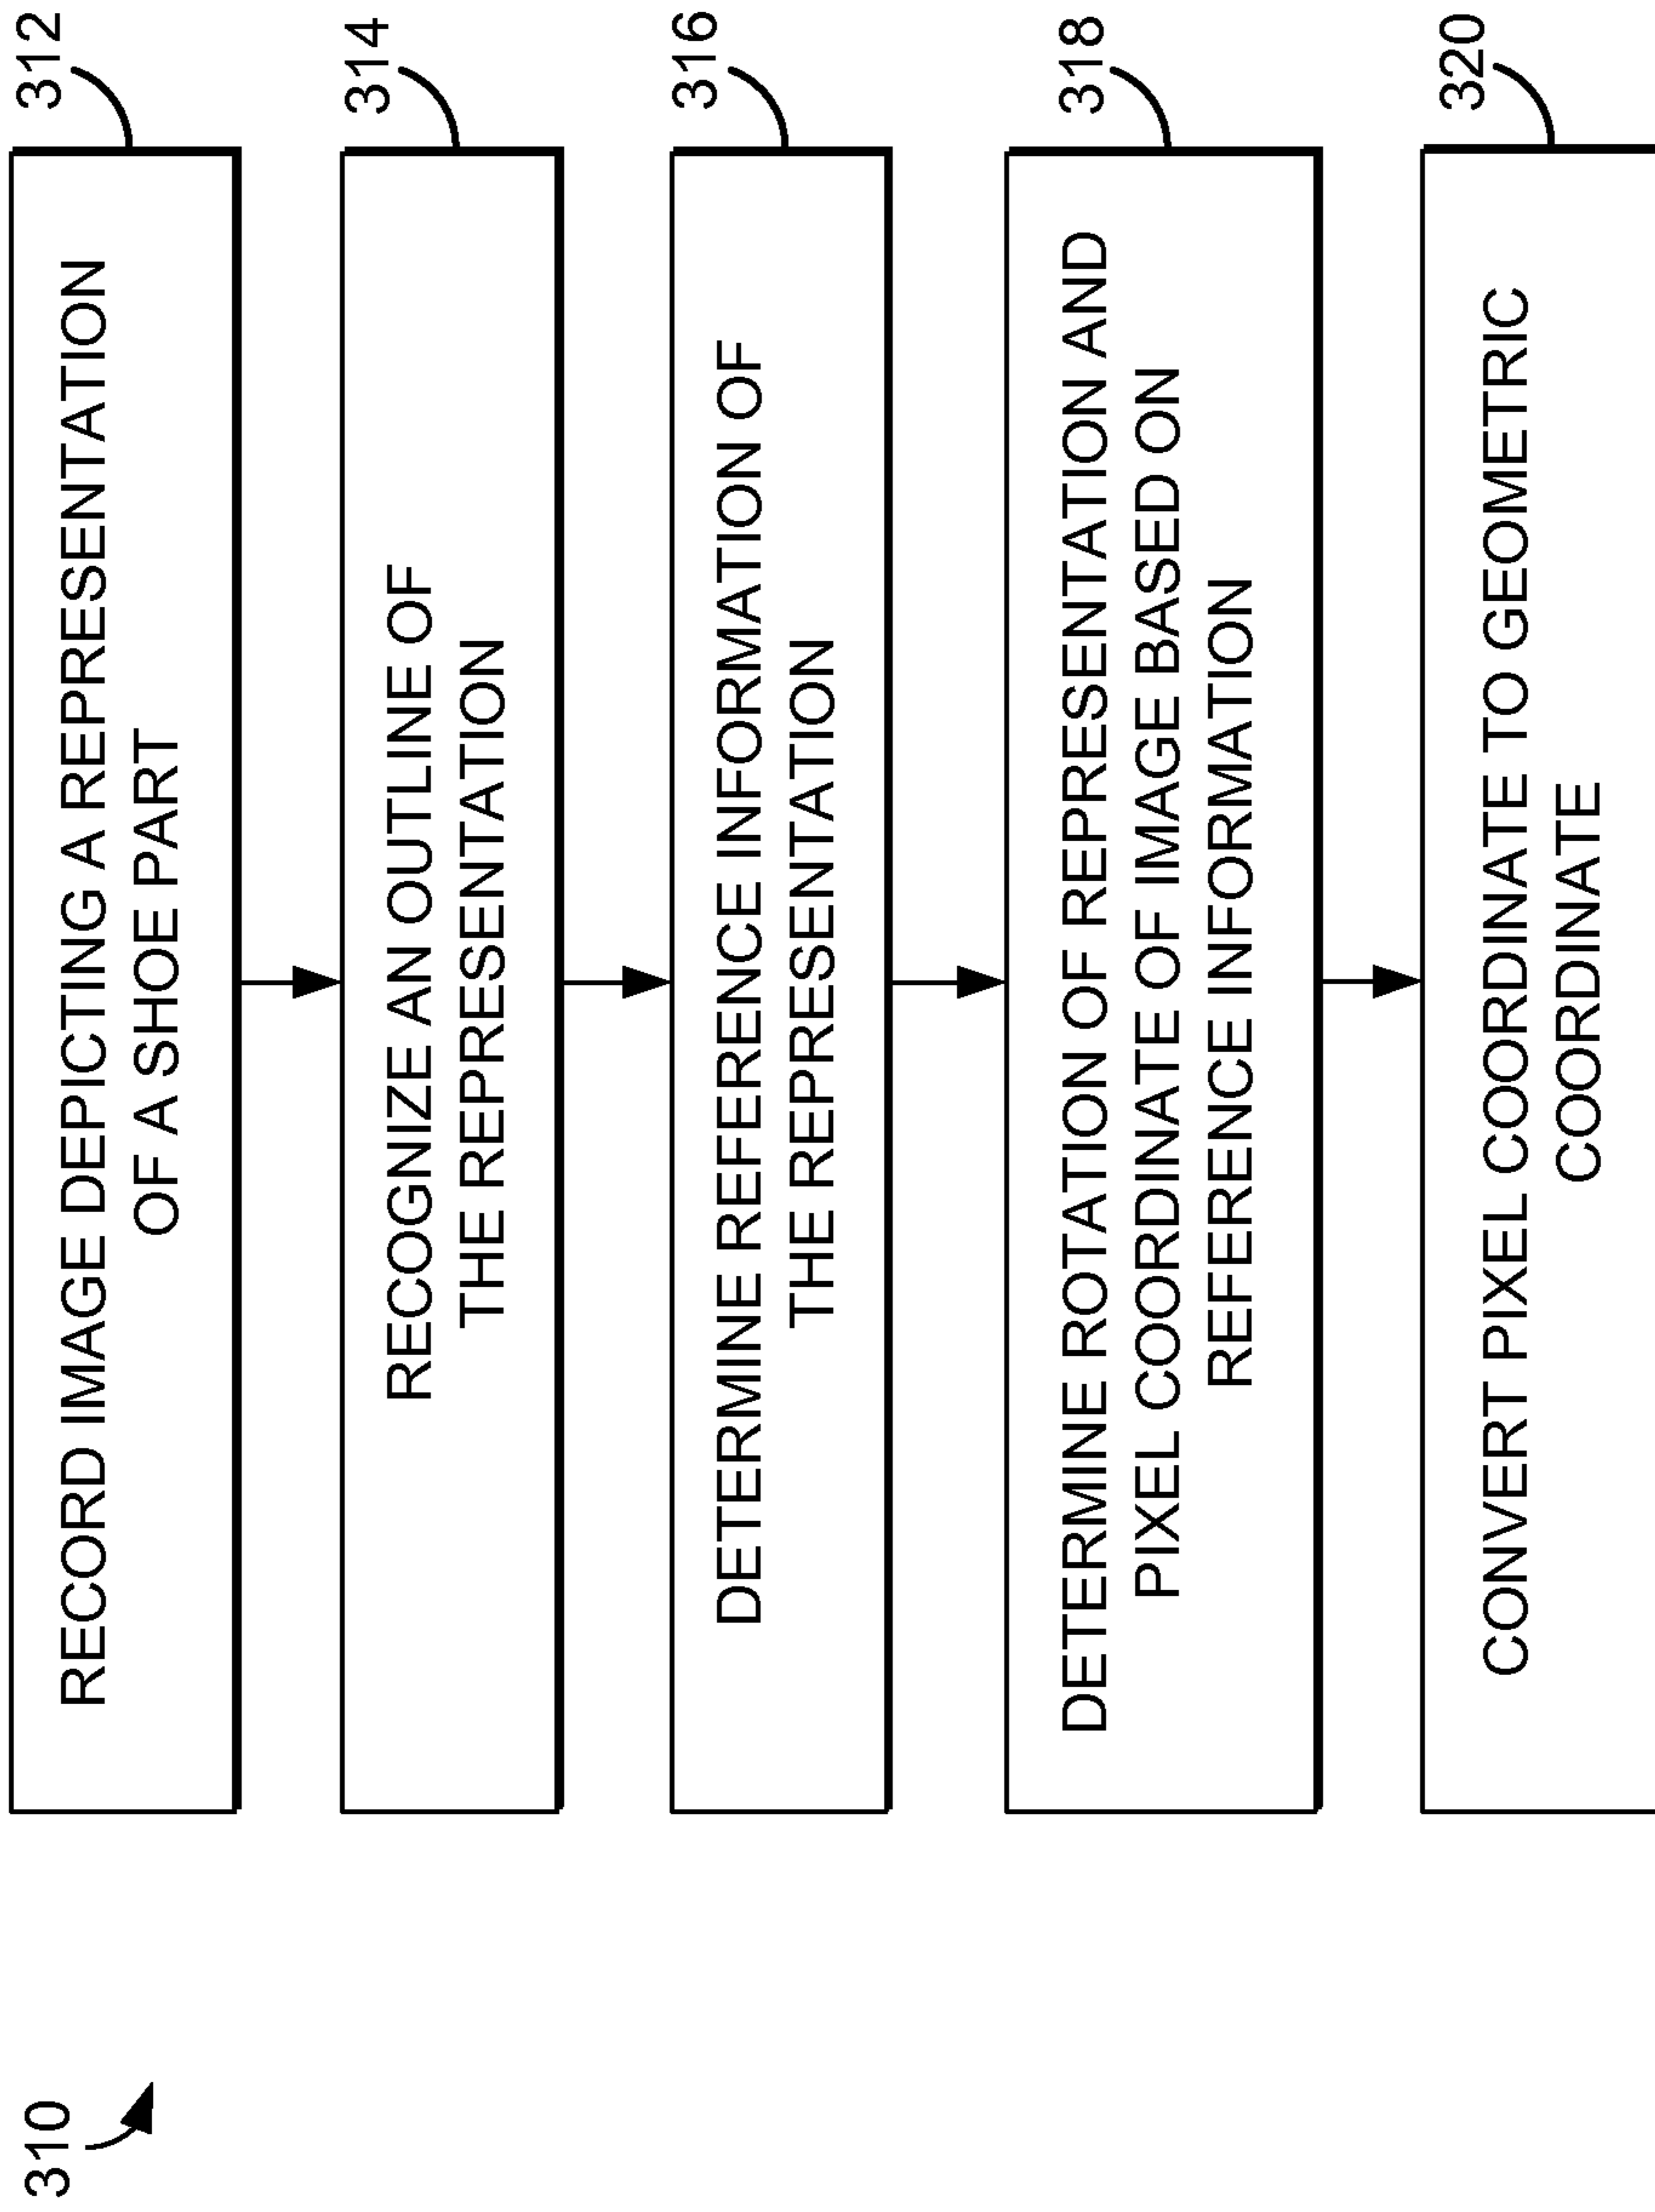 310
312
RECORD IMAGE DEPICTING A REPRESENTATION
OF A SHOE PART
314
RECOGNIZE AN OUTLINE OF
THE REPRESENTATION
316
DETERMINE REFERENCE INFORMATION OF
THE REPRESENTATION
318
DETERMINE ROTATION OF REPRESENTATION AND
PIXEL COORDINATE OF IMAGE BASED ON
REFERENCE INFORMATION
320
CONVERT PIXEL COORDINATE TO GEOMETRIC
COORDINATE